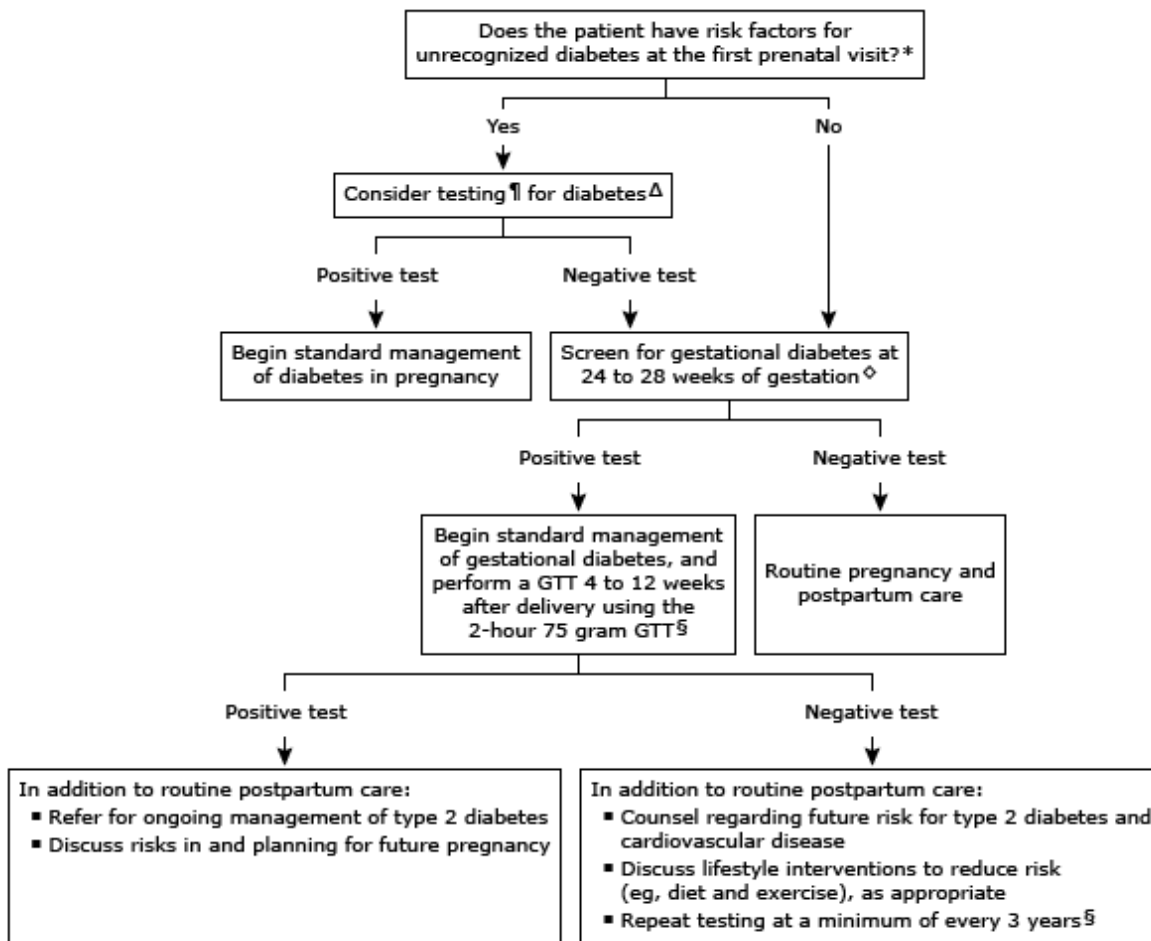 Does the patient have risk factors for
unrecognized diabetes at the first prenatal visit?*
Yes
No
Consider testing¶ for diabetesΔ
Positive test
Negative test
Begin standard management
of diabetes in pregnancy
Screen for gestational diabetes at
24 to 28 weeks of gestation◇
Positive test
Negative test
Begin standard management
of gestational diabetes, and
perform a GTT 4 to 12 weeks
after delivery using the
2-hour 75 gram GTT§
Routine pregnancy and
postpartum care
Positive test
Negative test
In addition to routine postpartum care:
▪ Refer for ongoing management of type 2 diabetes
▪ Discuss risks in and planning for future pregnancy
In addition to routine postpartum care:
▪ Counsel regarding future risk for type 2 diabetes and
cardiovascular disease
▪ Discuss lifestyle interventions to reduce risk
(eg, diet and exercise), as appropriate
▪ Repeat testing at a minimum of every 3 years§